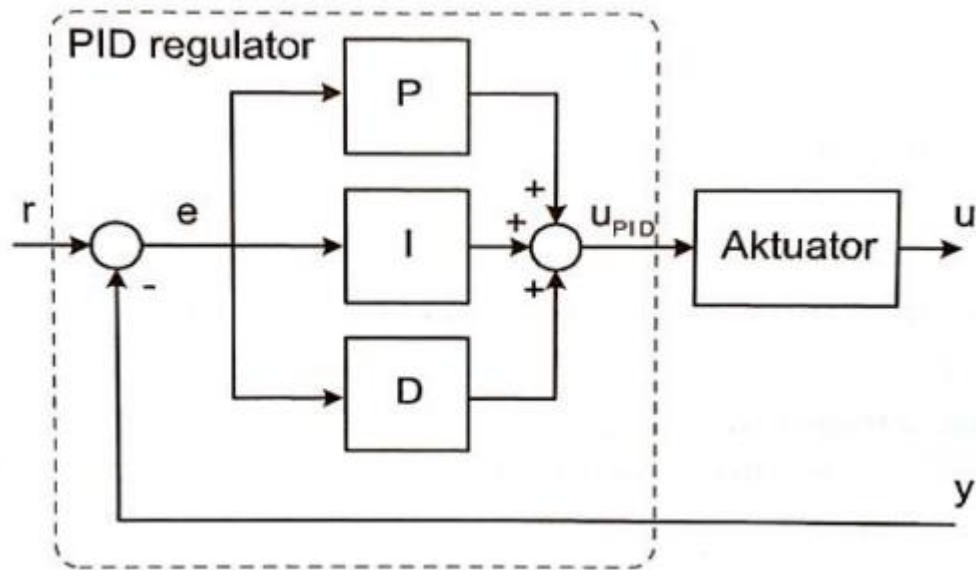 PID regulator
P
r
e
+
I
+
u_PID
Aktuator
u
-
+
D
y